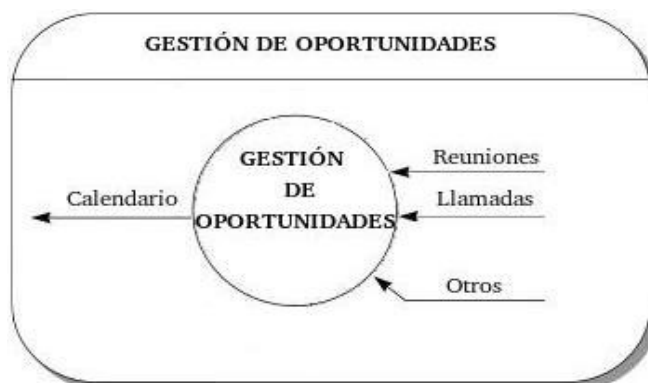 GESTIÓN DE OPORTUNIDADES
GESTIÓN
DE
OPORTUNIDADES
Calendario
Reuniones
Llamadas
Otros